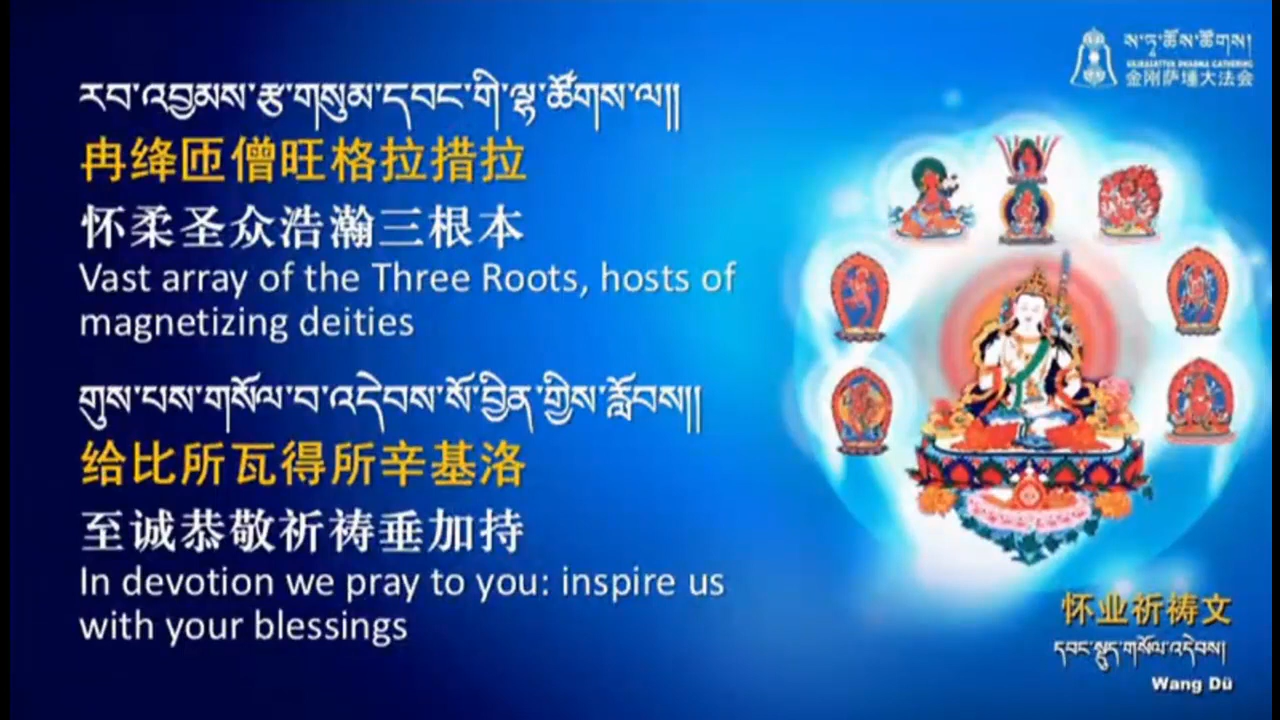 ས་ཏྭ་ཆོས་ཚོགས།
VAJRASATTVA DHARMA GATHERING
金刚萨埵大法会
རབ་འབྱམས་རྩ་གསུམ་དབང་གི་ལྷ་ཚོགས་ལ།།
冉绛匝僧旺格拉措拉
怀柔圣众浩瀚三根本
Vast array of the Three Roots, hosts of
magnetizing deities
གུས་པས་གསོལ་བ་འདེབས་སོ་བྱིན་གྱིས་རློབས།།
给比所瓦得所辛基洛
至诚恭敬祈祷垂加持
In devotion we pray to you: inspire us
with your blessings
怀业祈祷文
དབང་སྡུད་གསོལ་འདེབས།
Wang Dü